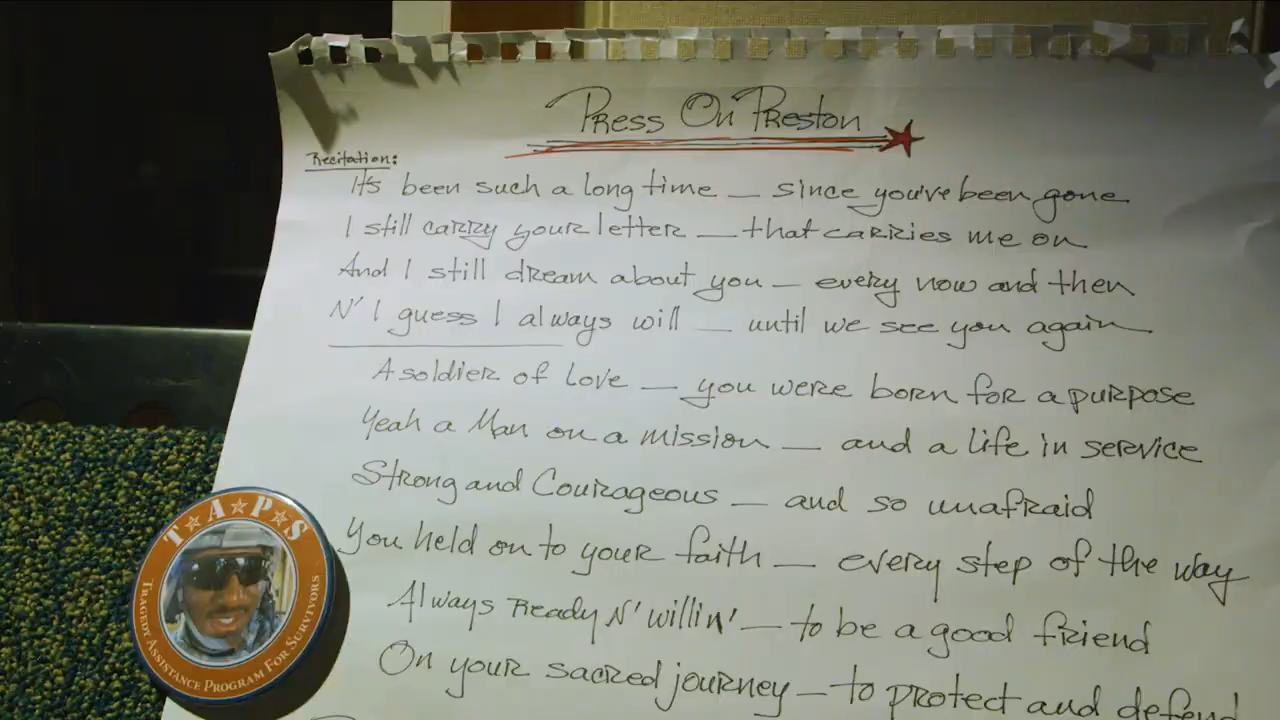 Press On Preston
Recitation:
It's been such a long time — since you've been gone
I still carry your letter — that carries me on
And I still dream about you — every now and then
N' I guess I always will — until we see you again
A soldier of Love — you were born for a purpose
Yeah a Man on a mission — and a life in service
Strong and Courageous — and so unafraid
You held on to your faith — every step of the way
Always Ready N' willin' — to be a good friend
On your sacred journey — to protect and defend
T★A★P★S
TRAGEDY ASSISTANCE PROGRAM FOR SURVIVORS